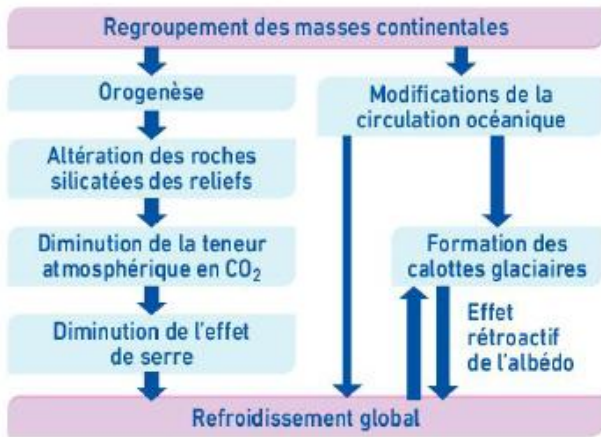 Regroupement des masses continentales
Orogenèse
Altération des roches
silicatées des reliefs
Diminution de la teneur
atmosphérique en CO₂
Diminution de l'effet
de serre
Modifications de la
circulation océanique
Formation des
calottes glaciaires
Effet
rétroactif
de l'albédo
Refroidissement global